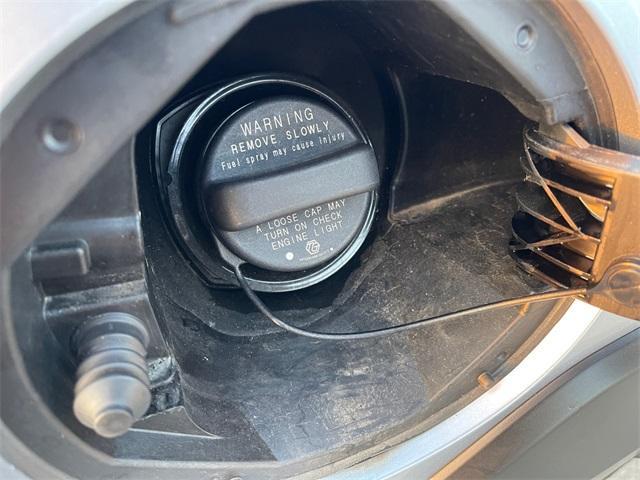 WARNING
REMOVE SLOWLY
Fuel spray may cause injury
A LOOSE CAP MAY
TURN ON CHECK
ENGINE LIGHT